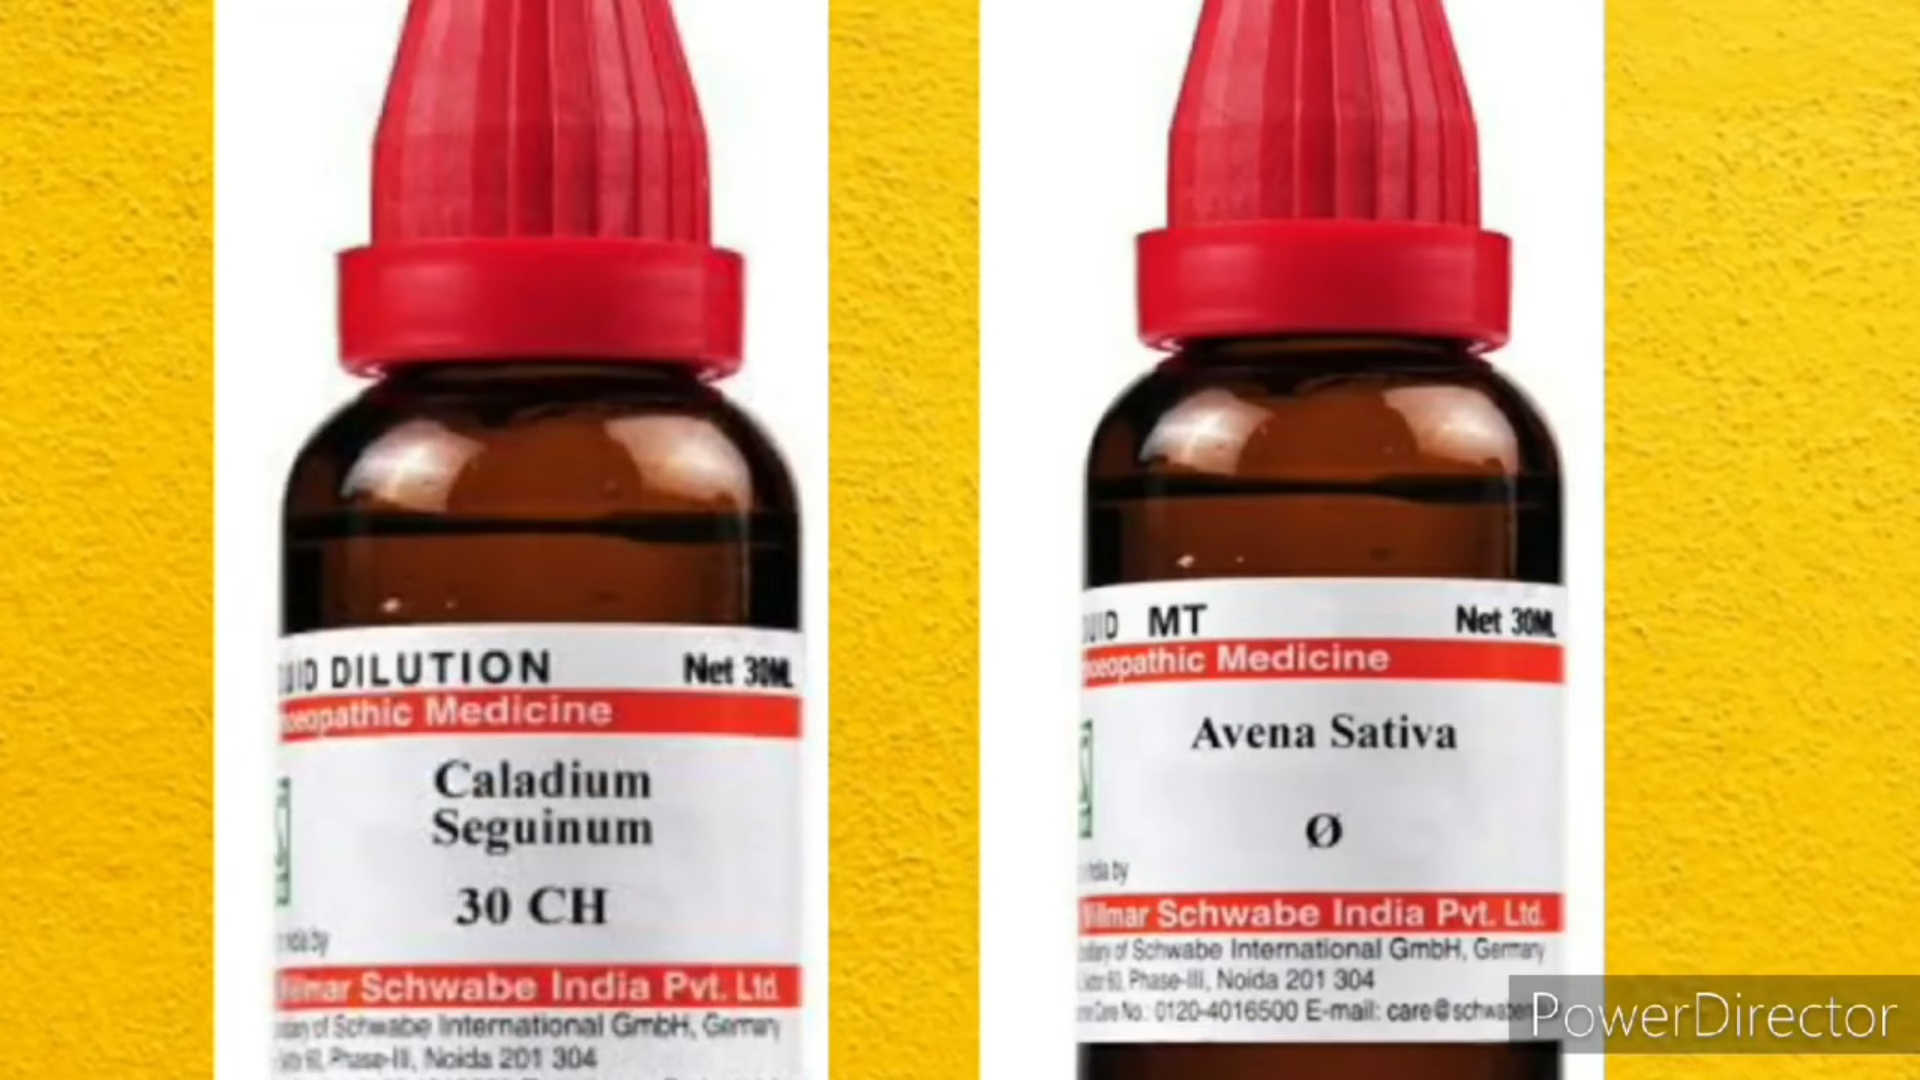 DILUTION Net 30ML
Medicine
Caladium
Seguinum
30 CH
Schwabe India Pvt. Ltd.
of Schwabe International GmbH, Germany
Phase-III, Noida 201 304
MT Net 30ML
Medicine
Avena Sativa
Ø
by
Schwabe India Pvt. Ltd.
of Schwabe International GmbH, Germany
Phase-III, Noida 201 304
No.: 0120-4016500 E-mail:
PowerDirector